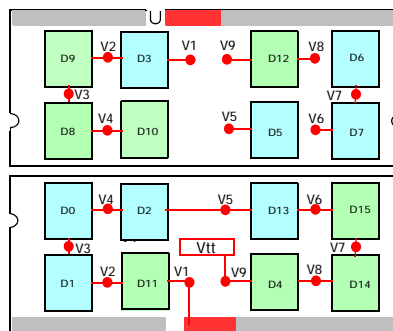 V2 V1 V9 V8
D9 D3 D12 D6
V3 V7
V4 V5 V6
D8 D10 D5 D7
V4 V5 V6
D0 D2 D13 D15
V3 Vtt V7
V2 V1 V9 V8
D1 D11 D4 D14